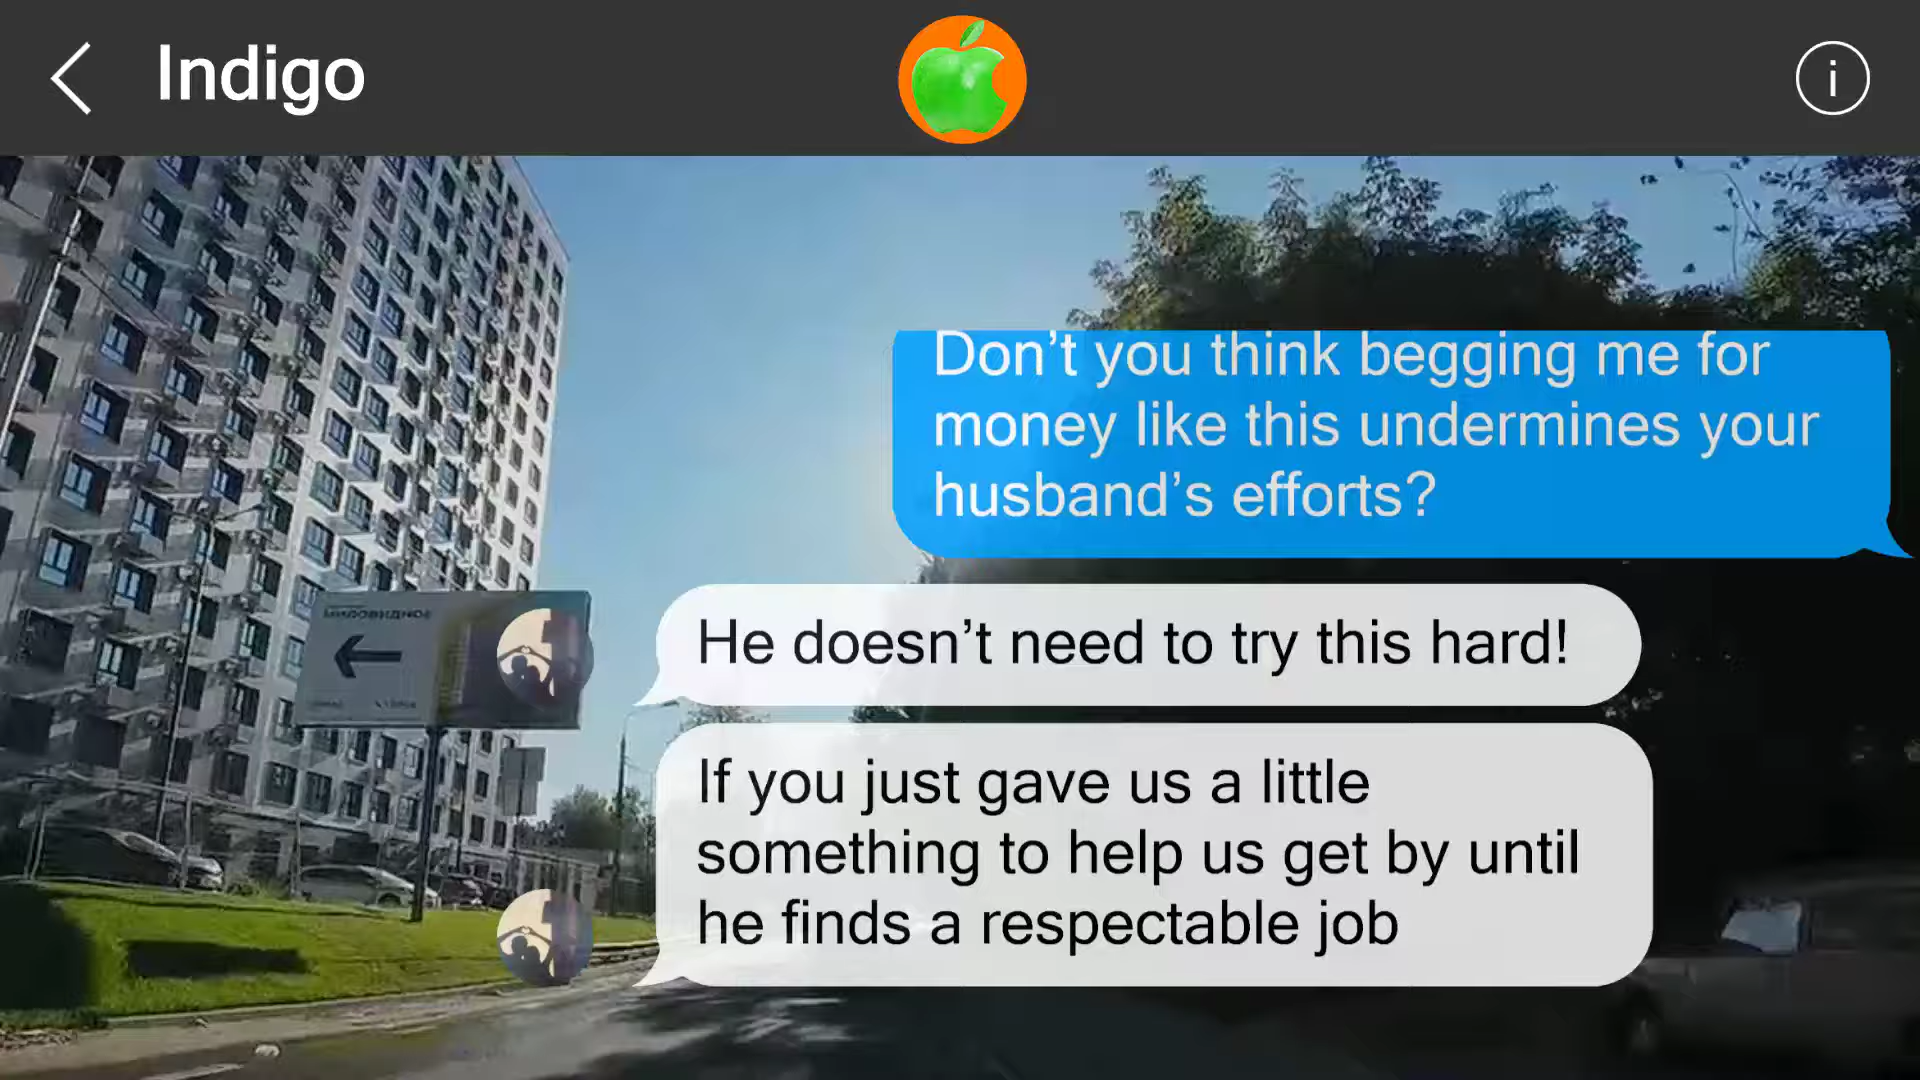 Indigo
i
Don't you think begging me for
money like this undermines your
husband's efforts?
МИЛОВИДНОЕ
He doesn't need to try this hard!
If you just gave us a little
something to help us get by until
he finds a respectable job